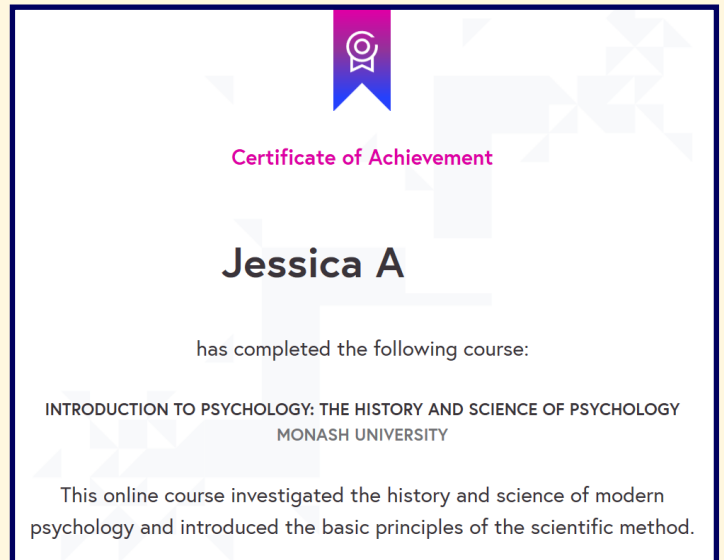 Certificate of Achievement
Jessica A
has completed the following course:
INTRODUCTION TO PSYCHOLOGY: THE HISTORY AND SCIENCE OF PSYCHOLOGY
MONASH UNIVERSITY
This online course investigated the history and science of modern
psychology and introduced the basic principles of the scientific method.